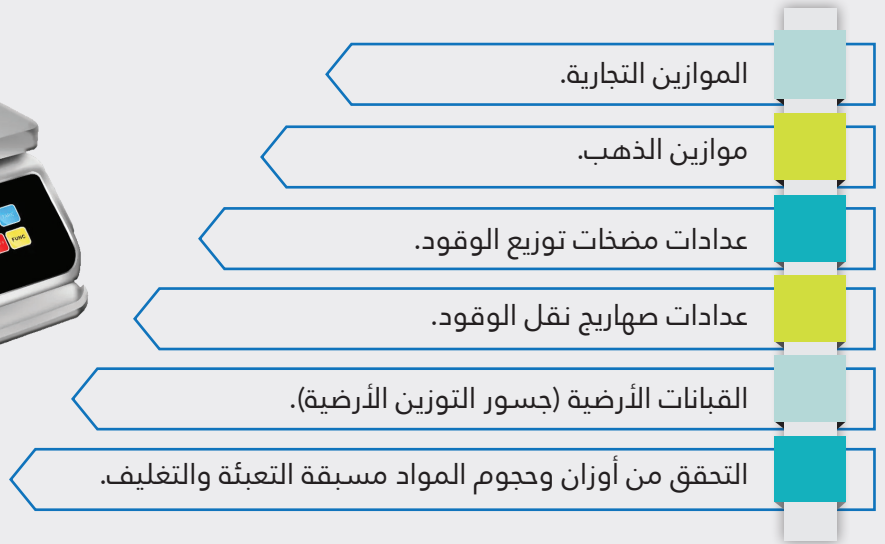 الموازين التجارية.
موازين الذهب.
عدادات مضخات توزيع الوقود.
عدادات صهاريج نقل الوقود.
القبانات الأرضية (جسور التوزين الأرضية).
التحقق من أوزان وحجوم المواد مسبقة التعبئة والتغليف.
FUNC